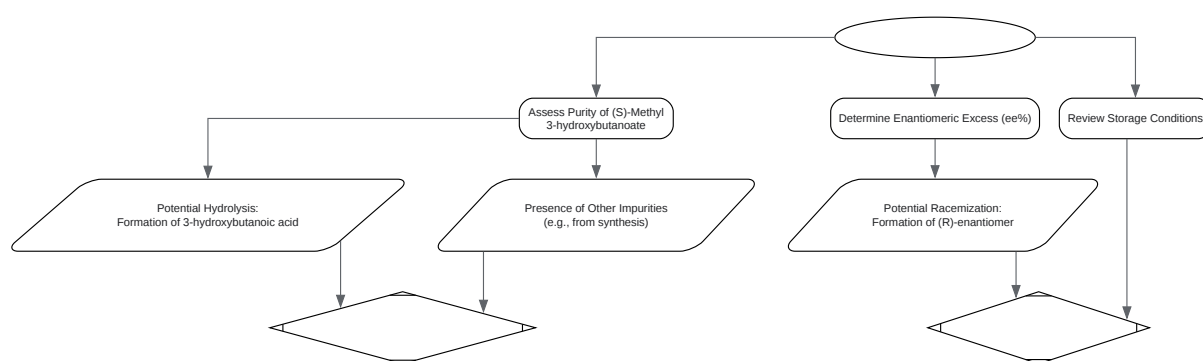 Assess Purity of (S)-Methyl
3-hydroxybutanoate
Determine Enantiomeric Excess (ee%)
Review Storage Conditions
Potential Hydrolysis:
Formation of 3-hydroxybutanoic acid
Presence of Other Impurities
(e.g., from synthesis)
Potential Racemization:
Formation of (R)-enantiomer